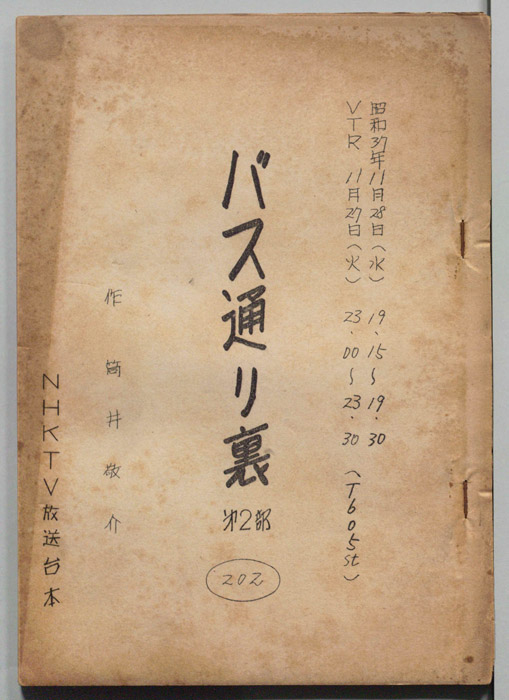 昭和37年11月28日(水) 19、15〜19、30
VTR 11月27日(火) 23、00〜23、30 (T605st)
バス通り裏
第2部
202
作 筒井敬介
NHKTV放送台本